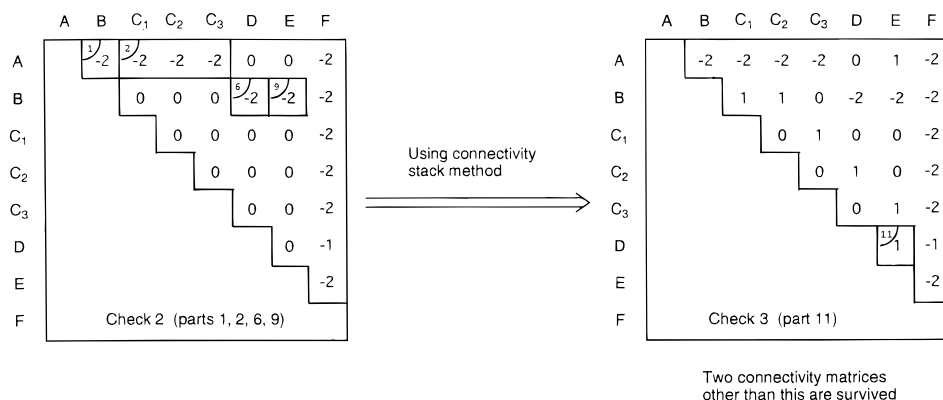 A B C1 C2 C3 D E F
A 1 -2 2 -2 -2 -2 0 0 -2
B 0 0 0 6 -2 9 -2 -2
C1 0 0 0 0 -2
C2 0 0 0 -2
C3 0 0 -2
D 0 -1
E -2
F Check 2 (parts 1, 2, 6, 9)
Using connectivity
stack method
A B C1 C2 C3 D E F
A -2 -2 -2 -2 0 1 -2
B 1 1 0 -2 -2 -2
C1 0 1 0 0 -2
C2 0 1 0 -2
C3 0 1 -2
D 11 1 -1
E -2
F Check 3 (part 11)
Two connectivity matrices
other than this are survived